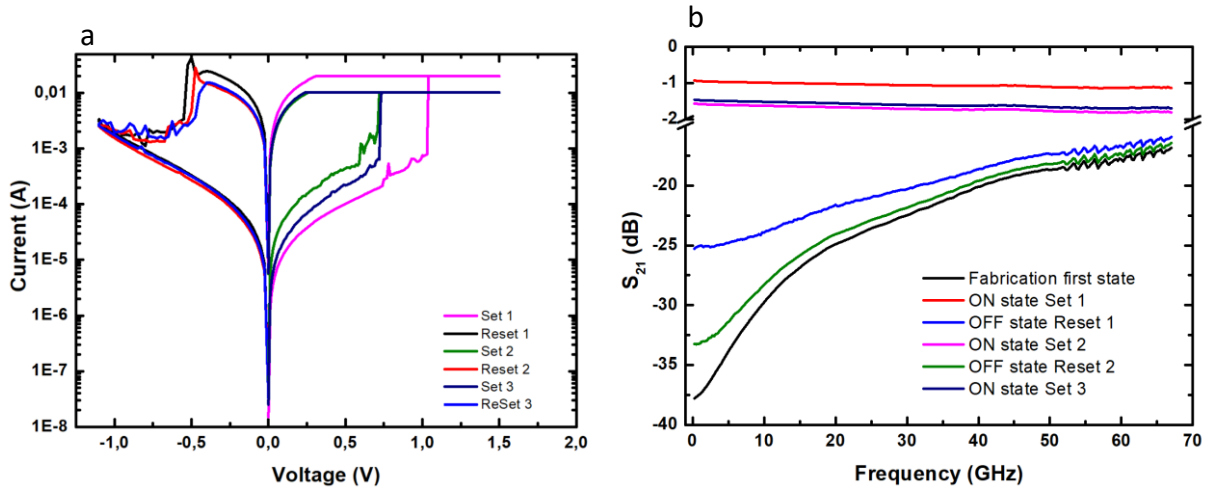 a
Current (A)
0,01
1E-3
1E-4
1E-5
1E-6
1E-7
1E-8
-1,0
-0,5
0,0
0,5
1,0
1,5
2,0
Voltage (V)
Set 1
Reset 1
Set 2
Reset 2
Set 3
ReSet 3
b
S21 (dB)
0
-1
-2
-20
-25
-30
-35
-40
0
10
20
30
40
50
60
70
Frequency (GHz)
Fabrication first state
ON state Set 1
OFF state Reset 1
ON state Set 2
OFF state Reset 2
ON state Set 3